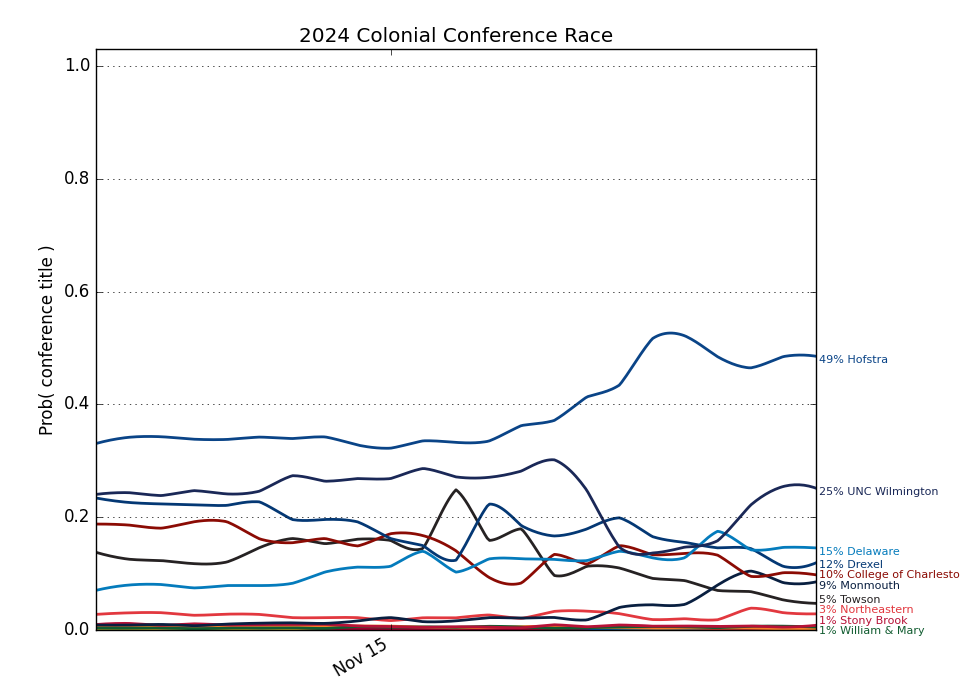 2024 Colonial Conference Race
Prob( conference title )
1.0
0.8
0.6
0.4
0.2
0.0
Nov 15
49% Hofstra
25% UNC Wilmington
15% Delaware
12% Drexel
10% College of Charlesto
9% Monmouth
5% Towson
3% Northeastern
1% Stony Brook
1% William & Mary